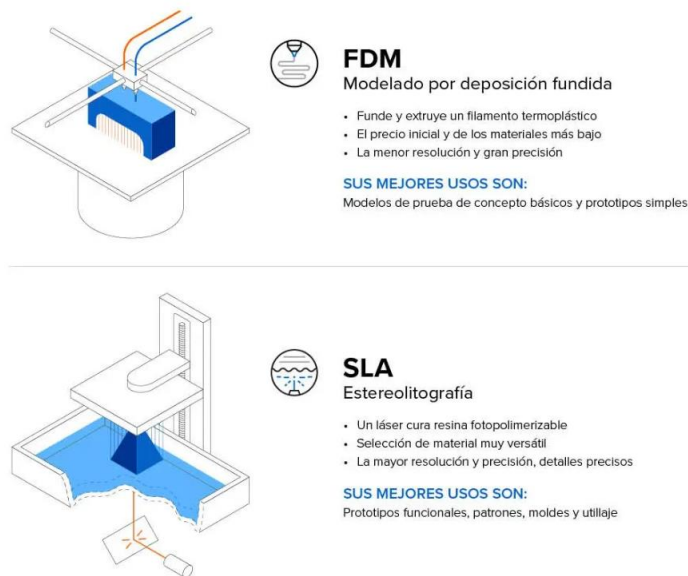 FDM
Modelado por deposición fundida
• Funde y extruye un filamento termoplástico
• El precio inicial y de los materiales más bajo
• La menor resolución y gran precisión
SUS MEJORES USOS SON:
Modelos de prueba de concepto básicos y prototipos simples
SLA
Estereolitografía
• Un láser cura resina fotopolimerizable
• Selección de material muy versátil
• La mayor resolución y precisión, detalles precisos
SUS MEJORES USOS SON:
Prototipos funcionales, patrones, moldes y utillaje